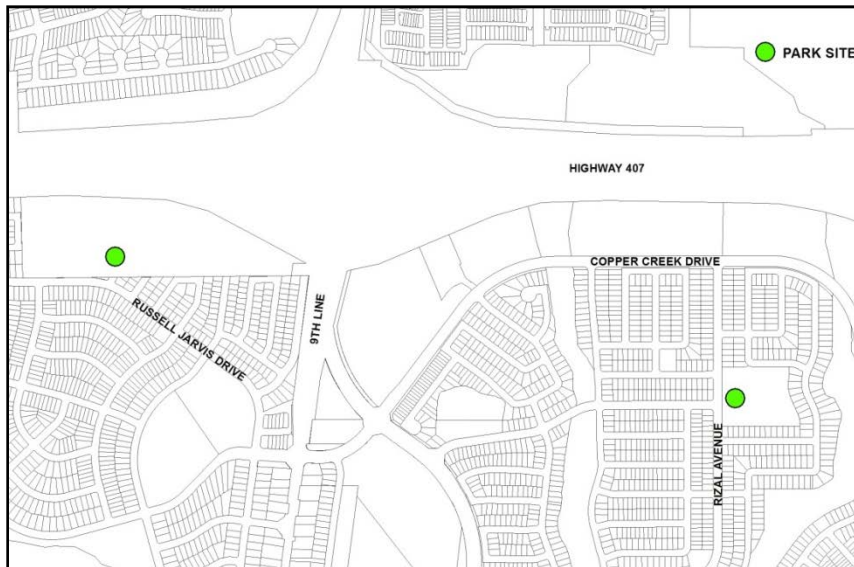 PARK SITE
HIGHWAY 407
COPPER CREEK DRIVE
RUSSELL JARVIS DRIVE
9TH LINE
RIZAL AVENUE